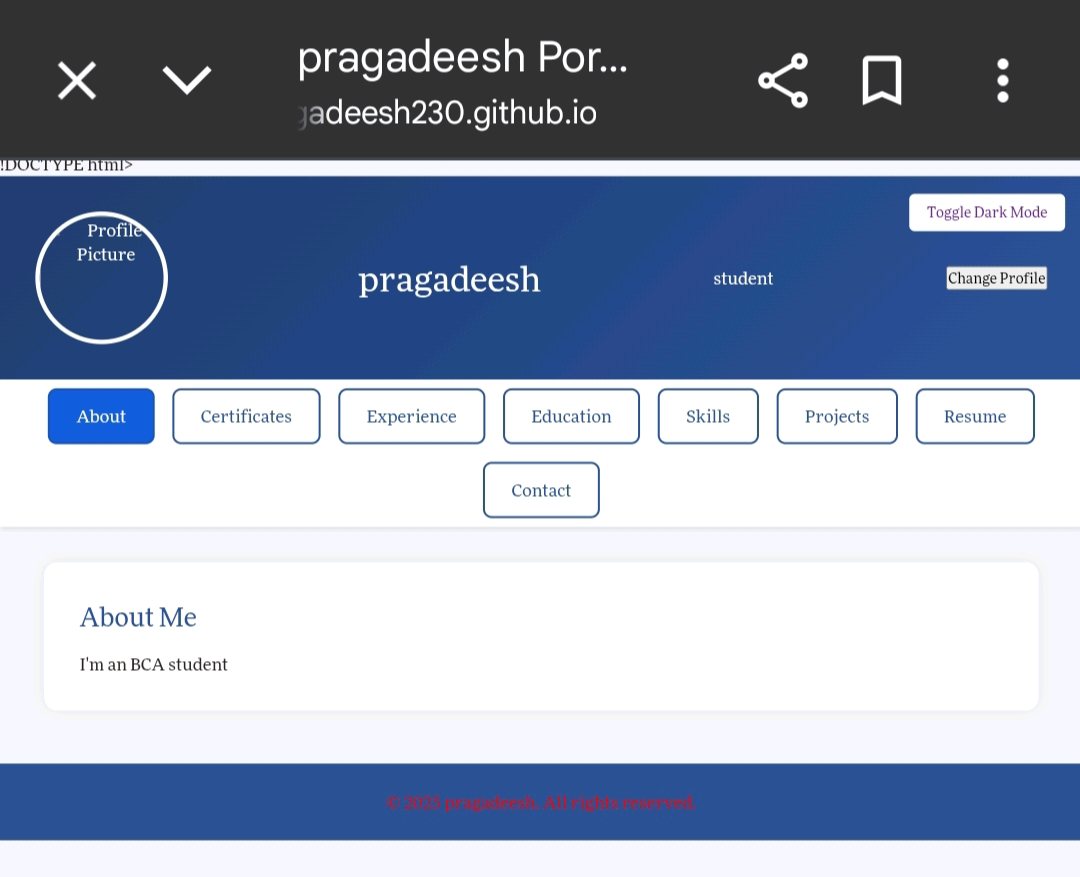 pragadeesh Por...
gadeesh230.github.io
!DOCTYPE html>
Toggle Dark Mode
Profile
Picture
pragadeesh
student
Change Profile
About
Certificates
Experience
Education
Skills
Projects
Resume
Contact
About Me
I'm an BCA student
© 2025 pragadeesh. All rights reserved.